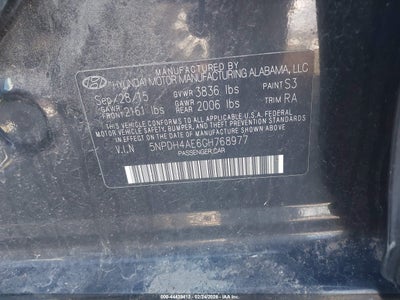 MANUFACTURED BY
HYUNDAI MOTOR MANUFACTURING ALABAMA, LLC
Sep/28/15 GVWR 3836 lbs PAINT S3
GAWR FRONT 2161 lbs GAWR REAR 2006 lbs TRIM RA
THIS VEHICLE CONFORMS TO ALL APPLICABLE U.S. FEDERAL
MOTOR VEHICLE SAFETY, BUMPER, AND THEFT PREVENTION
STANDARDS IN EFFECT ON THE DATE OF MANUFACTURE SHOWN ABOVE.
V.I.N 5NPDH4AE6GH768977
PASSENGER CAR